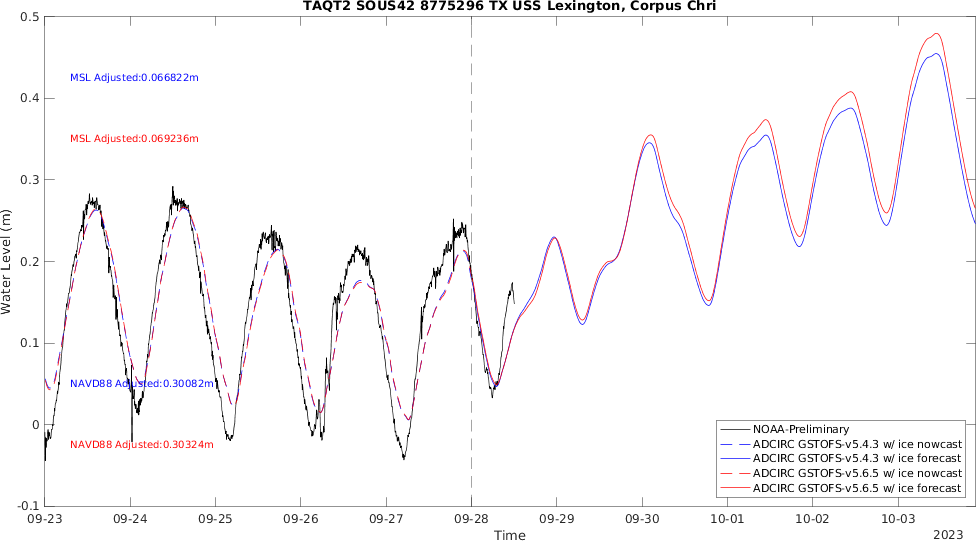 TAQT2 SOUS42 8775296 TX USS Lexington, Corpus Chri
0.5
0.4
0.3
0.2
0.1
0
-0.1
Water Level (m)
MSL Adjusted:0.066822m
MSL Adjusted:0.069236m
NAVD88 Adjusted:0.30082m
NAVD88 Adjusted:0.30324m
NOAA-Preliminary
ADCIRC GSTOFS-v5.4.3 w/ ice nowcast
ADCIRC GSTOFS-v5.4.3 w/ ice forecast
ADCIRC GSTOFS-v5.6.5 w/ ice nowcast
ADCIRC GSTOFS-v5.6.5 w/ ice forecast
09-23 09-24 09-25 09-26 09-27 09-28 09-29 09-30 10-01 10-02 10-03
Time
2023